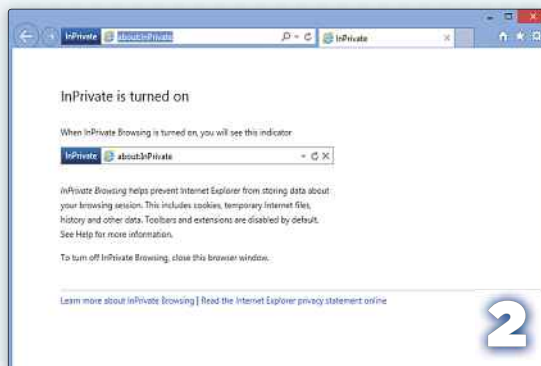 InPrivate about:InPrivate InPrivate
InPrivate is turned on
When InPrivate Browsing is turned on, you will see this indicator
InPrivate about:InPrivate
InPrivate Browsing helps prevent Internet Explorer from storing data about
your browsing session. This includes cookies, temporary Internet files,
history and other data. Toolbars and extensions are disabled by default.
See Help for more information.
To turn off InPrivate Browsing, close this browser window.
Learn more about InPrivate Browsing | Read the Internet Explorer privacy statement online
2